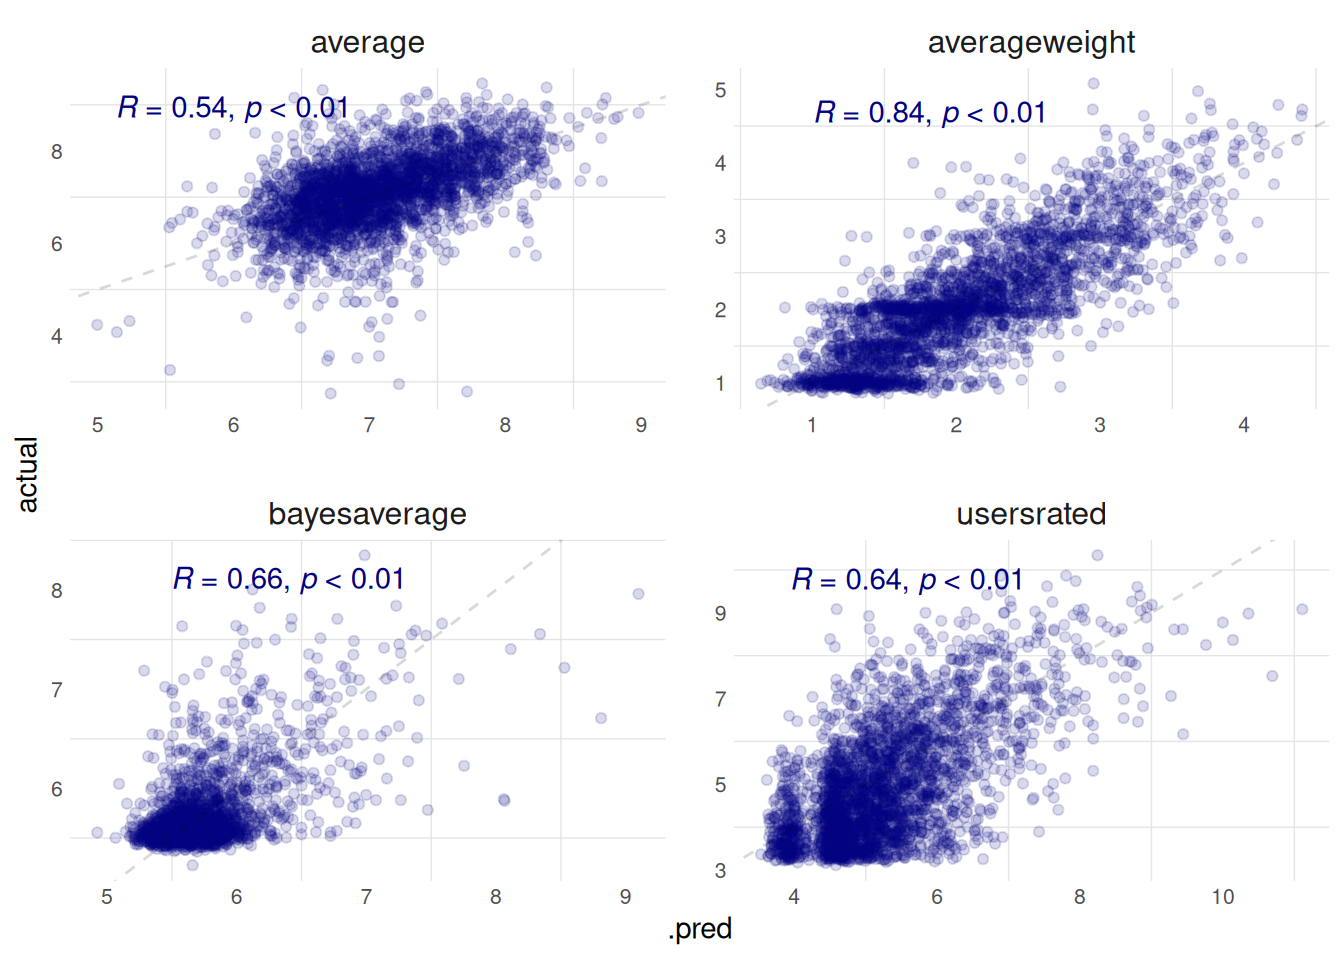 average
R = 0.54, p < 0.01
8
6
4
5 6 7 8 9
averageweight
R = 0.84, p < 0.01
5
4
3
2
1
1 2 3 4
actual
bayesaverage
R = 0.66, p < 0.01
8
7
6
5 6 7 8 9
usersrated
R = 0.64, p < 0.01
9
7
5
3
4 6 8 10
.pred